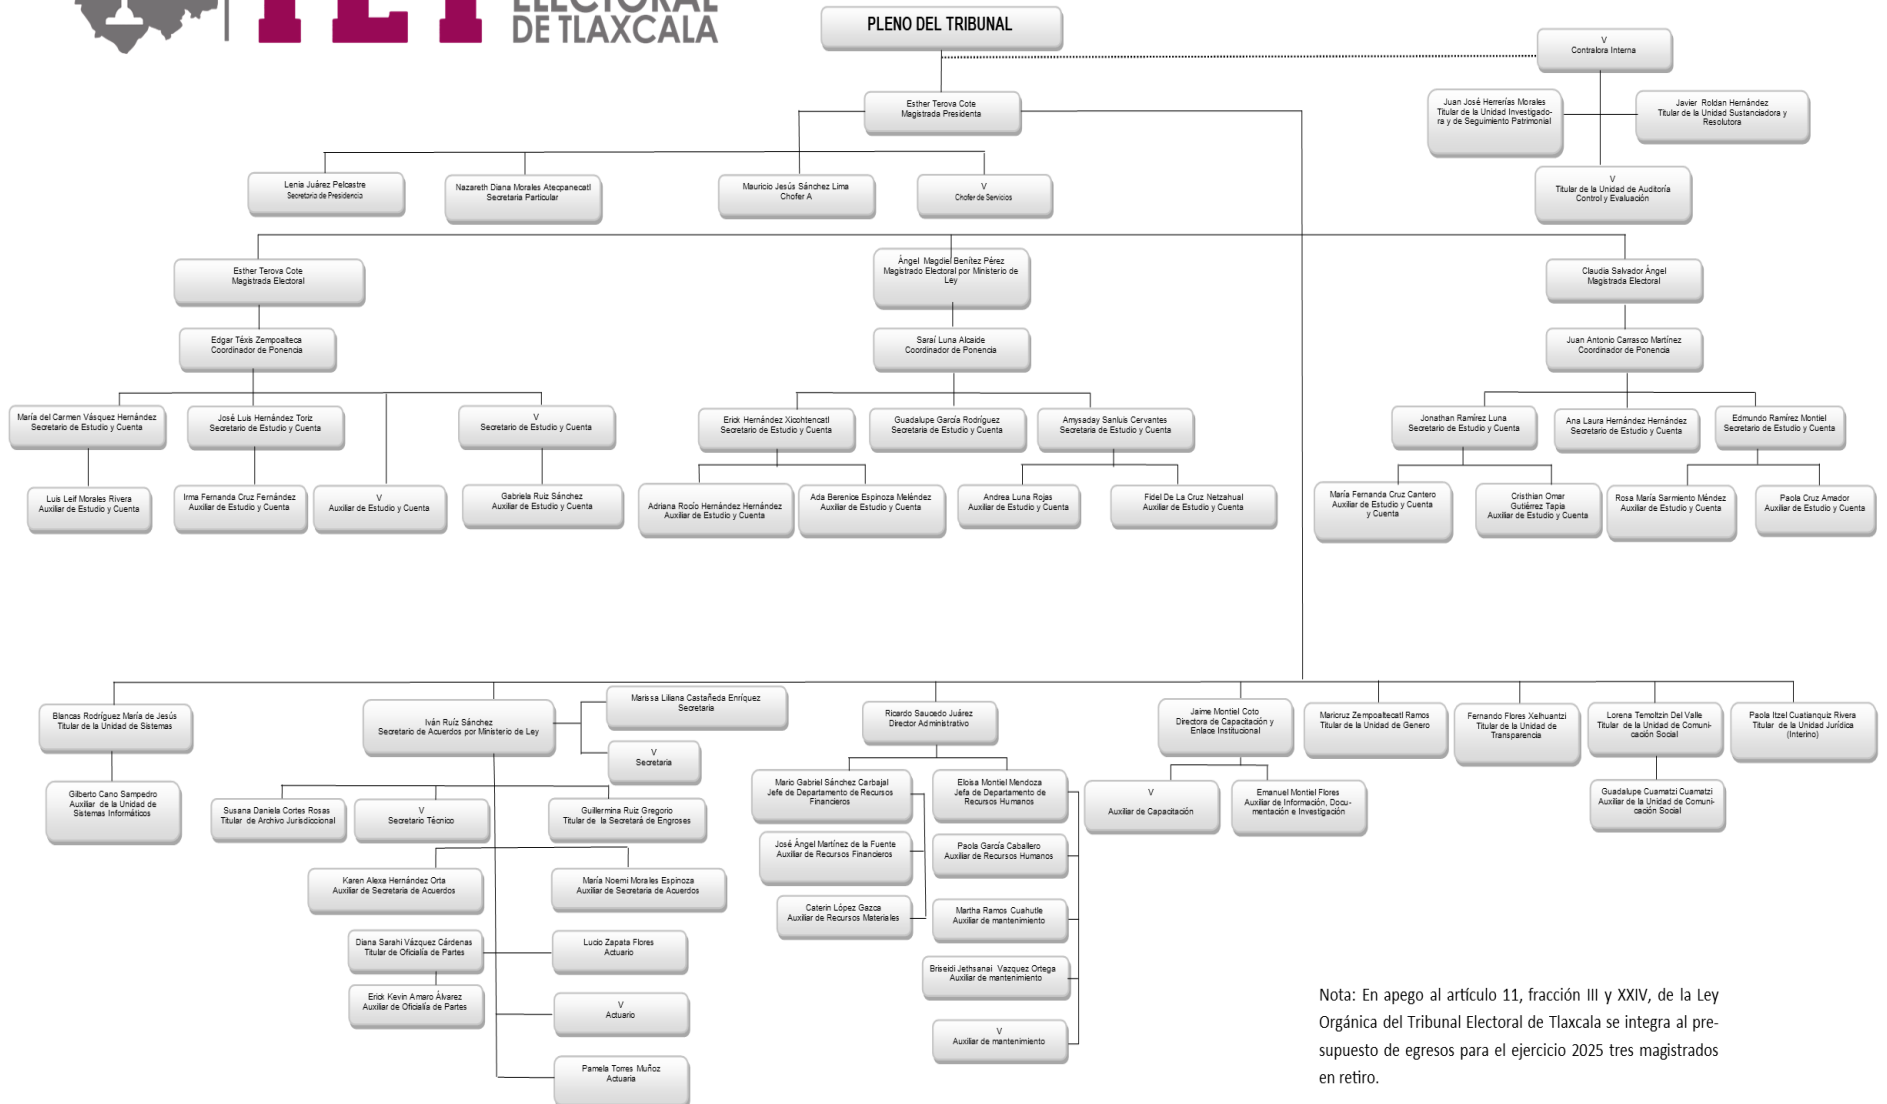 TET
ELECTORAL
DE TLAXCALA
PLENO DEL TRIBUNAL
V
Contralora Interna
Esther Terova Cote
Magistrada Presidenta
Juan José Herrerías Morales
Titular de la Unidad Investigado-
ra y de Seguimiento Patrimonial
Javier Roldan Hernández
Titular de la Unidad Sustanciadora y
Resolutora
V
Titular de la Unidad de Auditoría
Control y Evaluación
Lenia Juárez Pelcastre
Secretaria de Presidencia
Nazareth Diana Morales Atecpanecatl
Secretaria Particular
Mauricio Jesús Sánchez Lima
Chofer A
V
Chofer de Servicios
Esther Terova Cote
Magistrada Electoral
Ángel Magdiel Benítez Pérez
Magistrado Electoral por Ministerio de
Ley
Claudia Salvador Ángel
Magistrada Electoral
Edgar Téxis Zempoalteca
Coordinador de Ponencia
Saraí Luna Alcaide
Coordinador de Ponencia
Juan Antonio Carrasco Martínez
Coordinador de Ponencia
María del Carmen Vásquez Hernández
Secretario de Estudio y Cuenta
José Luis Hernández Toriz
Secretario de Estudio y Cuenta
V
Secretario de Estudio y Cuenta
Erick Hernández Xicohtencatl
Secretario de Estudio y Cuenta
Guadalupe García Rodríguez
Secretaria de Estudio y Cuenta
Amysaday Sanluis Cervantes
Secretaria de Estudio y Cuenta
Jonathan Ramírez Luna
Secretario de Estudio y Cuenta
Ana Laura Hernández Hernández
Secretario de Estudio y Cuenta
Edmundo Ramírez Montiel
Secretario de Estudio y Cuenta
Luis Leif Morales Rivera
Auxiliar de Estudio y Cuenta
Irma Fernanda Cruz Fernández
Auxiliar de Estudio y Cuenta
V
Auxiliar de Estudio y Cuenta
Gabriela Ruiz Sánchez
Auxiliar de Estudio y Cuenta
Adriana Rocío Hernández Hernández
Auxiliar de Estudio y Cuenta
Ada Berenice Espinoza Meléndez
Auxiliar de Estudio y Cuenta
Andrea Luna Rojas
Auxiliar de Estudio y Cuenta
Fidel De La Cruz Netzahual
Auxiliar de Estudio y Cuenta
María Fernanda Cruz Cantero
Auxiliar de Estudio y Cuenta
y Cuenta
Cristhian Omar
Gutiérrez Tapia
Auxiliar de Estudio y Cuenta
Rosa María Sarmiento Méndez
Auxiliar de Estudio y Cuenta
Paola Cruz Amador
Auxiliar de Estudio y Cuenta
Blancas Rodríguez María de Jesús
Titular de la Unidad de Sistemas
Iván Ruíz Sánchez
Secretario de Acuerdos por Ministerio de Ley
Marissa Liliana Castañeda Enríquez
Secretaria
V
Secretaria
Ricardo Saucedo Juárez
Director Administrativo
Jaime Montiel Coto
Directora de Capacitación y
Enlace Institucional
Maricruz Zempoaltecatl Ramos
Titular de la Unidad de Genero
Fernando Flores Xelhuantzi
Titular de la Unidad de
Transparencia
Lorena Temoltzin Del Valle
Titular de la Unidad de Comuni-
cación Social
Paola Itzel Cuatianquiz Rivera
Titular de la Unidad Jurídica
(Interino)
Gilberto Cano Sampedro
Auxiliar de la Unidad de
Sistemas Informáticos
Susana Daniela Cortes Rosas
Titular de Archivo Jurisdiccional
V
Secretario Técnico
Guillermina Ruiz Gregorio
Titular de la Secretará de Engroses
Mario Gabriel Sánchez Carbajal
Jefe de Departamento de Recursos
Financieros
Eloísa Montiel Mendoza
Jefa de Departamento de
Recursos Humanos
V
Auxiliar de Capacitación
Emanuel Montiel Flores
Auxiliar de Información, Docu-
mentación e Investigación
Guadalupe Cuamatzi Cuamatzi
Auxiliar de la Unidad de Comuni-
cación Social
José Ángel Martínez de la Fuente
Auxiliar de Recursos Financieros
Paola García Caballero
Auxiliar de Recursos Humanos
Karen Alexa Hernández Orta
Auxiliar de Secretaria de Acuerdos
María Noemi Morales Espinoza
Auxiliar de Secretaria de Acuerdos
Caterin López Gazca
Auxiliar de Recursos Materiales
Martha Ramos Cuahutle
Auxiliar de mantenimiento
Diana Sarahi Vázquez Cárdenas
Titular de Oficialía de Partes
Lucio Zapata Flores
Actuario
Briseidi Jethsanai Vazquez Ortega
Auxiliar de mantenimiento
Erick Kevin Amaro Álvarez
Auxiliar de Oficialía de Partes
V
Actuario
V
Auxiliar de mantenimiento
Pamela Torres Muñoz
Actuaria
Nota: En apego al artículo 11, fracción III y XXIV, de la Ley
Orgánica del Tribunal Electoral de Tlaxcala se integra al pre-
supuesto de egresos para el ejercicio 2025 tres magistrados
en retiro.